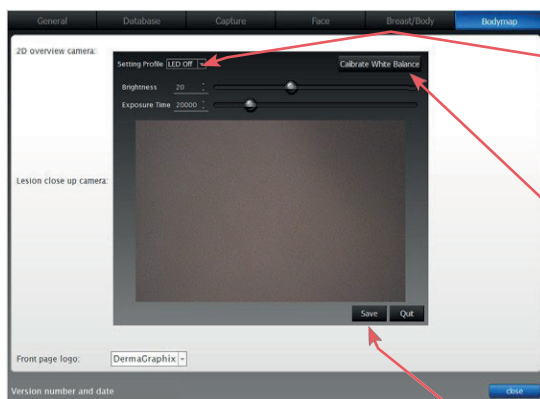 General Database Capture Face Breast/Body Bodymap
2D overview camera:
Setting Profile LED Off Calibrate White Balance
Brightness 20
Exposure Time 20000
Lesion close up camera:
Save Quit
Front page logo: DermaGraphix
Version number and date close